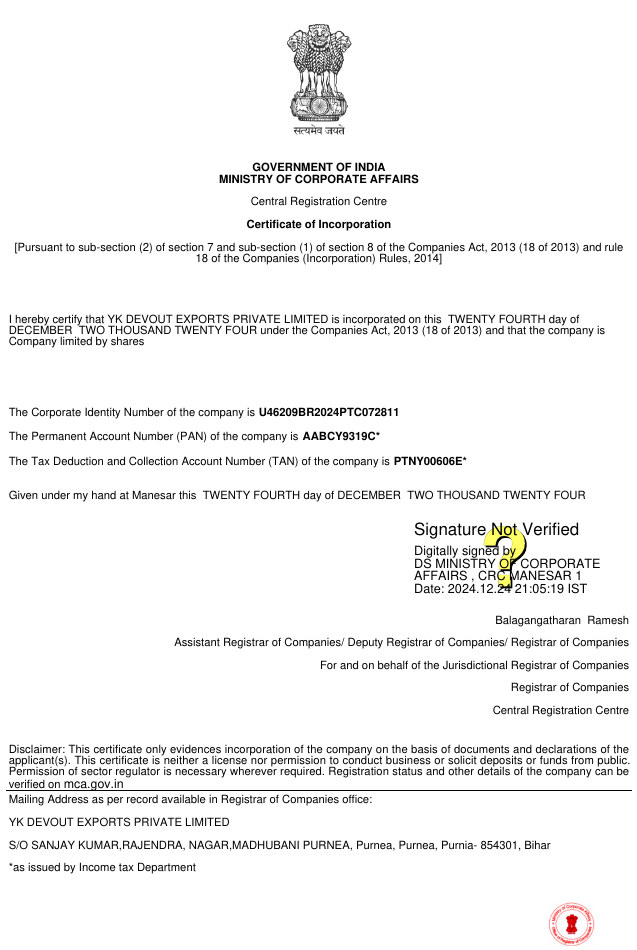 सत्यमेव जयते
GOVERNMENT OF INDIA
MINISTRY OF CORPORATE AFFAIRS
Central Registration Centre
Certificate of Incorporation
[Pursuant to sub-section (2) of section 7 and sub-section (1) of section 8 of the Companies Act, 2013 (18 of 2013) and rule
18 of the Companies (Incorporation) Rules, 2014]
I hereby certify that YK DEVOUT EXPORTS PRIVATE LIMITED is incorporated on this TWENTY FOURTH day of
DECEMBER TWO THOUSAND TWENTY FOUR under the Companies Act, 2013 (18 of 2013) and that the company is
Company limited by shares
The Corporate Identity Number of the company is U46209BR2024PTC072811
The Permanent Account Number (PAN) of the company is AABCY9319C*
The Tax Deduction and Collection Account Number (TAN) of the company is PTNY00606E*
Given under my hand at Manesar this TWENTY FOURTH day of DECEMBER TWO THOUSAND TWENTY FOUR
Signature Not Verified
?
Digitally signed by
DS MINISTRY OF CORPORATE
AFFAIRS , CRC MANESAR 1
Date: 2024.12.24 21:05:19 IST
Balagangatharan Ramesh
Assistant Registrar of Companies/ Deputy Registrar of Companies/ Registrar of Companies
For and on behalf of the Jurisdictional Registrar of Companies
Registrar of Companies
Central Registration Centre
Disclaimer: This certificate only evidences incorporation of the company on the basis of documents and declarations of the
applicant(s). This certificate is neither a license nor permission to conduct business or solicit deposits or funds from public.
Permission of sector regulator is necessary wherever required. Registration status and other details of the company can be
verified on mca.gov.in
Mailing Address as per record available in Registrar of Companies office:
YK DEVOUT EXPORTS PRIVATE LIMITED
S/O SANJAY KUMAR,RAJENDRA, NAGAR,MADHUBANI PURNEA, Purnea, Purnea, Purnia- 854301, Bihar
*as issued by Income tax Department